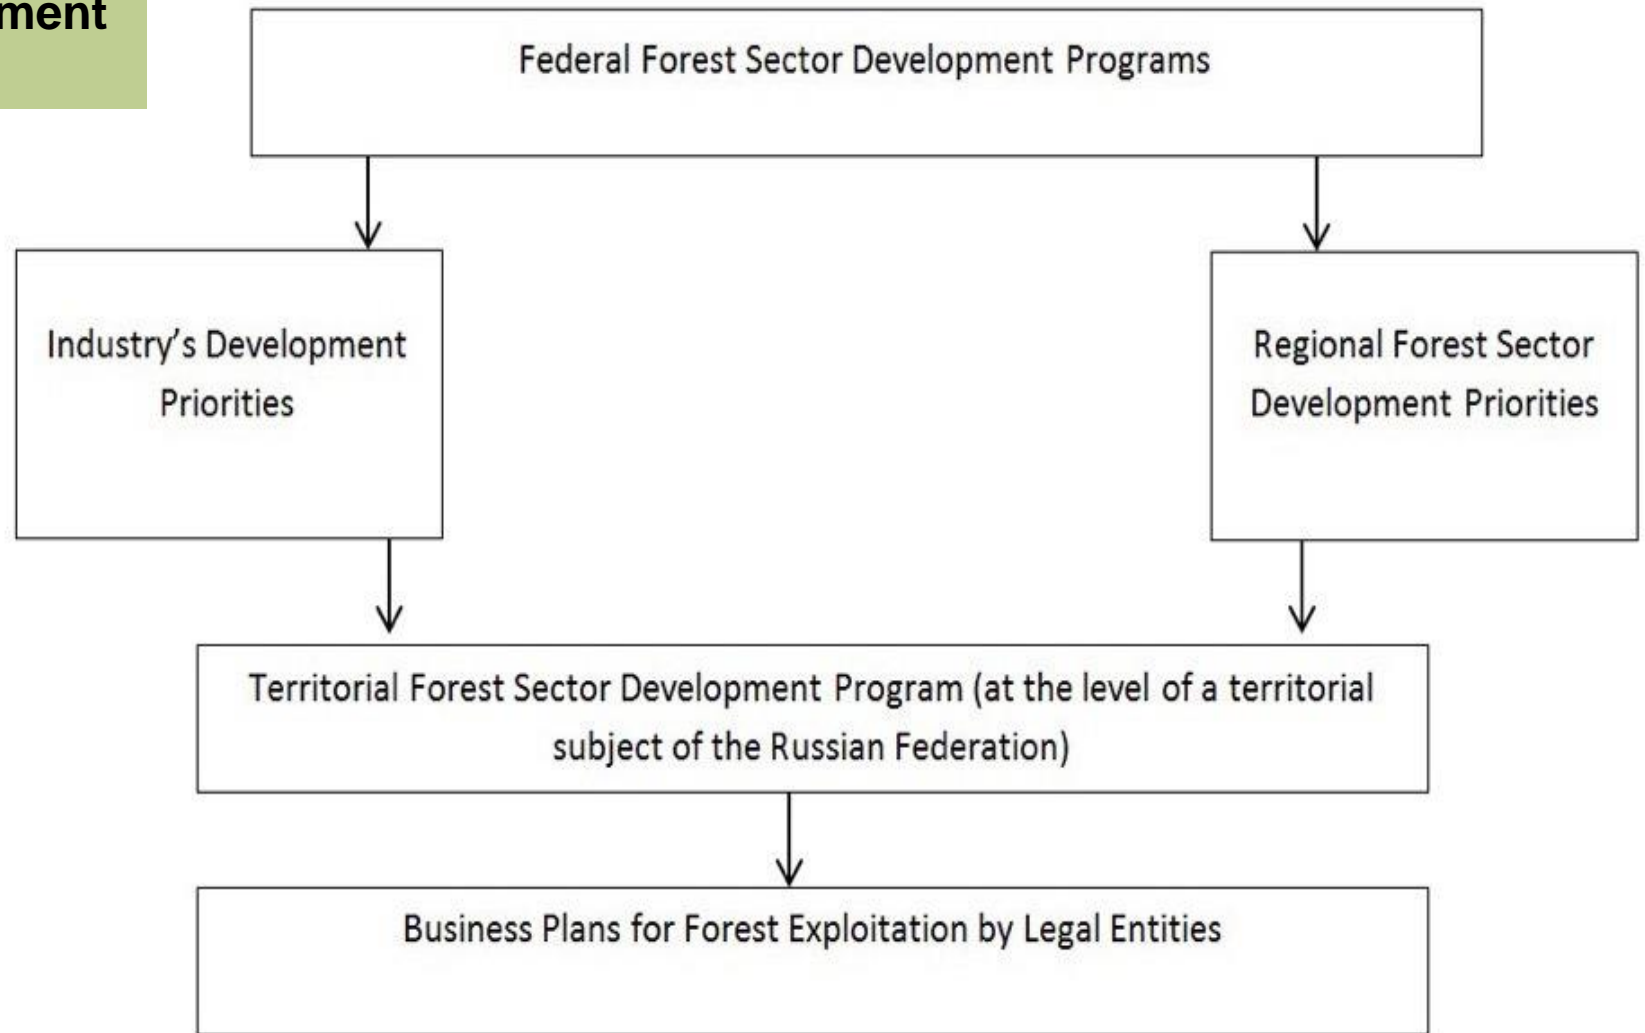 ment
Federal Forest Sector Development Programs
Industry's Development
Priorities
Regional Forest Sector
Development Priorities
Territorial Forest Sector Development Program (at the level of a territorial
subject of the Russian Federation)
Business Plans for Forest Exploitation by Legal Entities